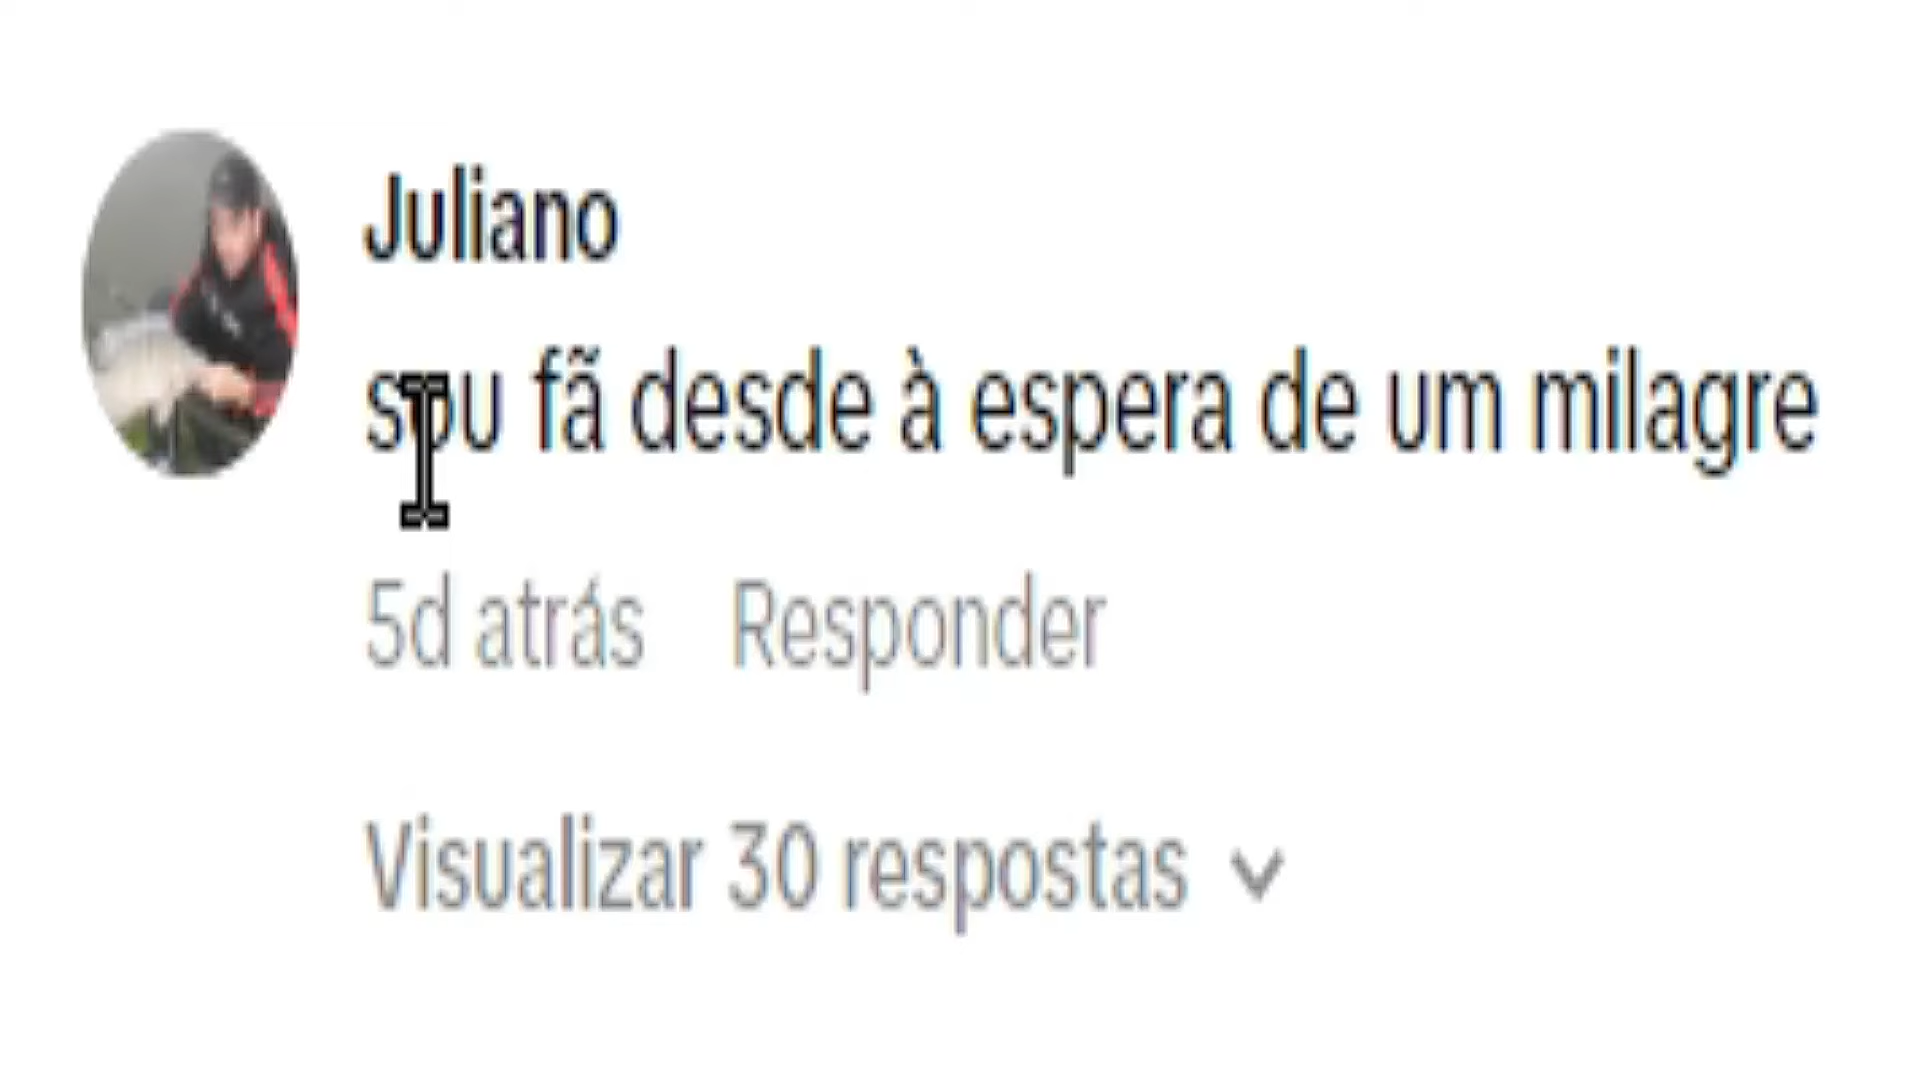 Juliano
sou fã desde à espera de um milagre
5d atrás Responder
Visualizar 30 respostas